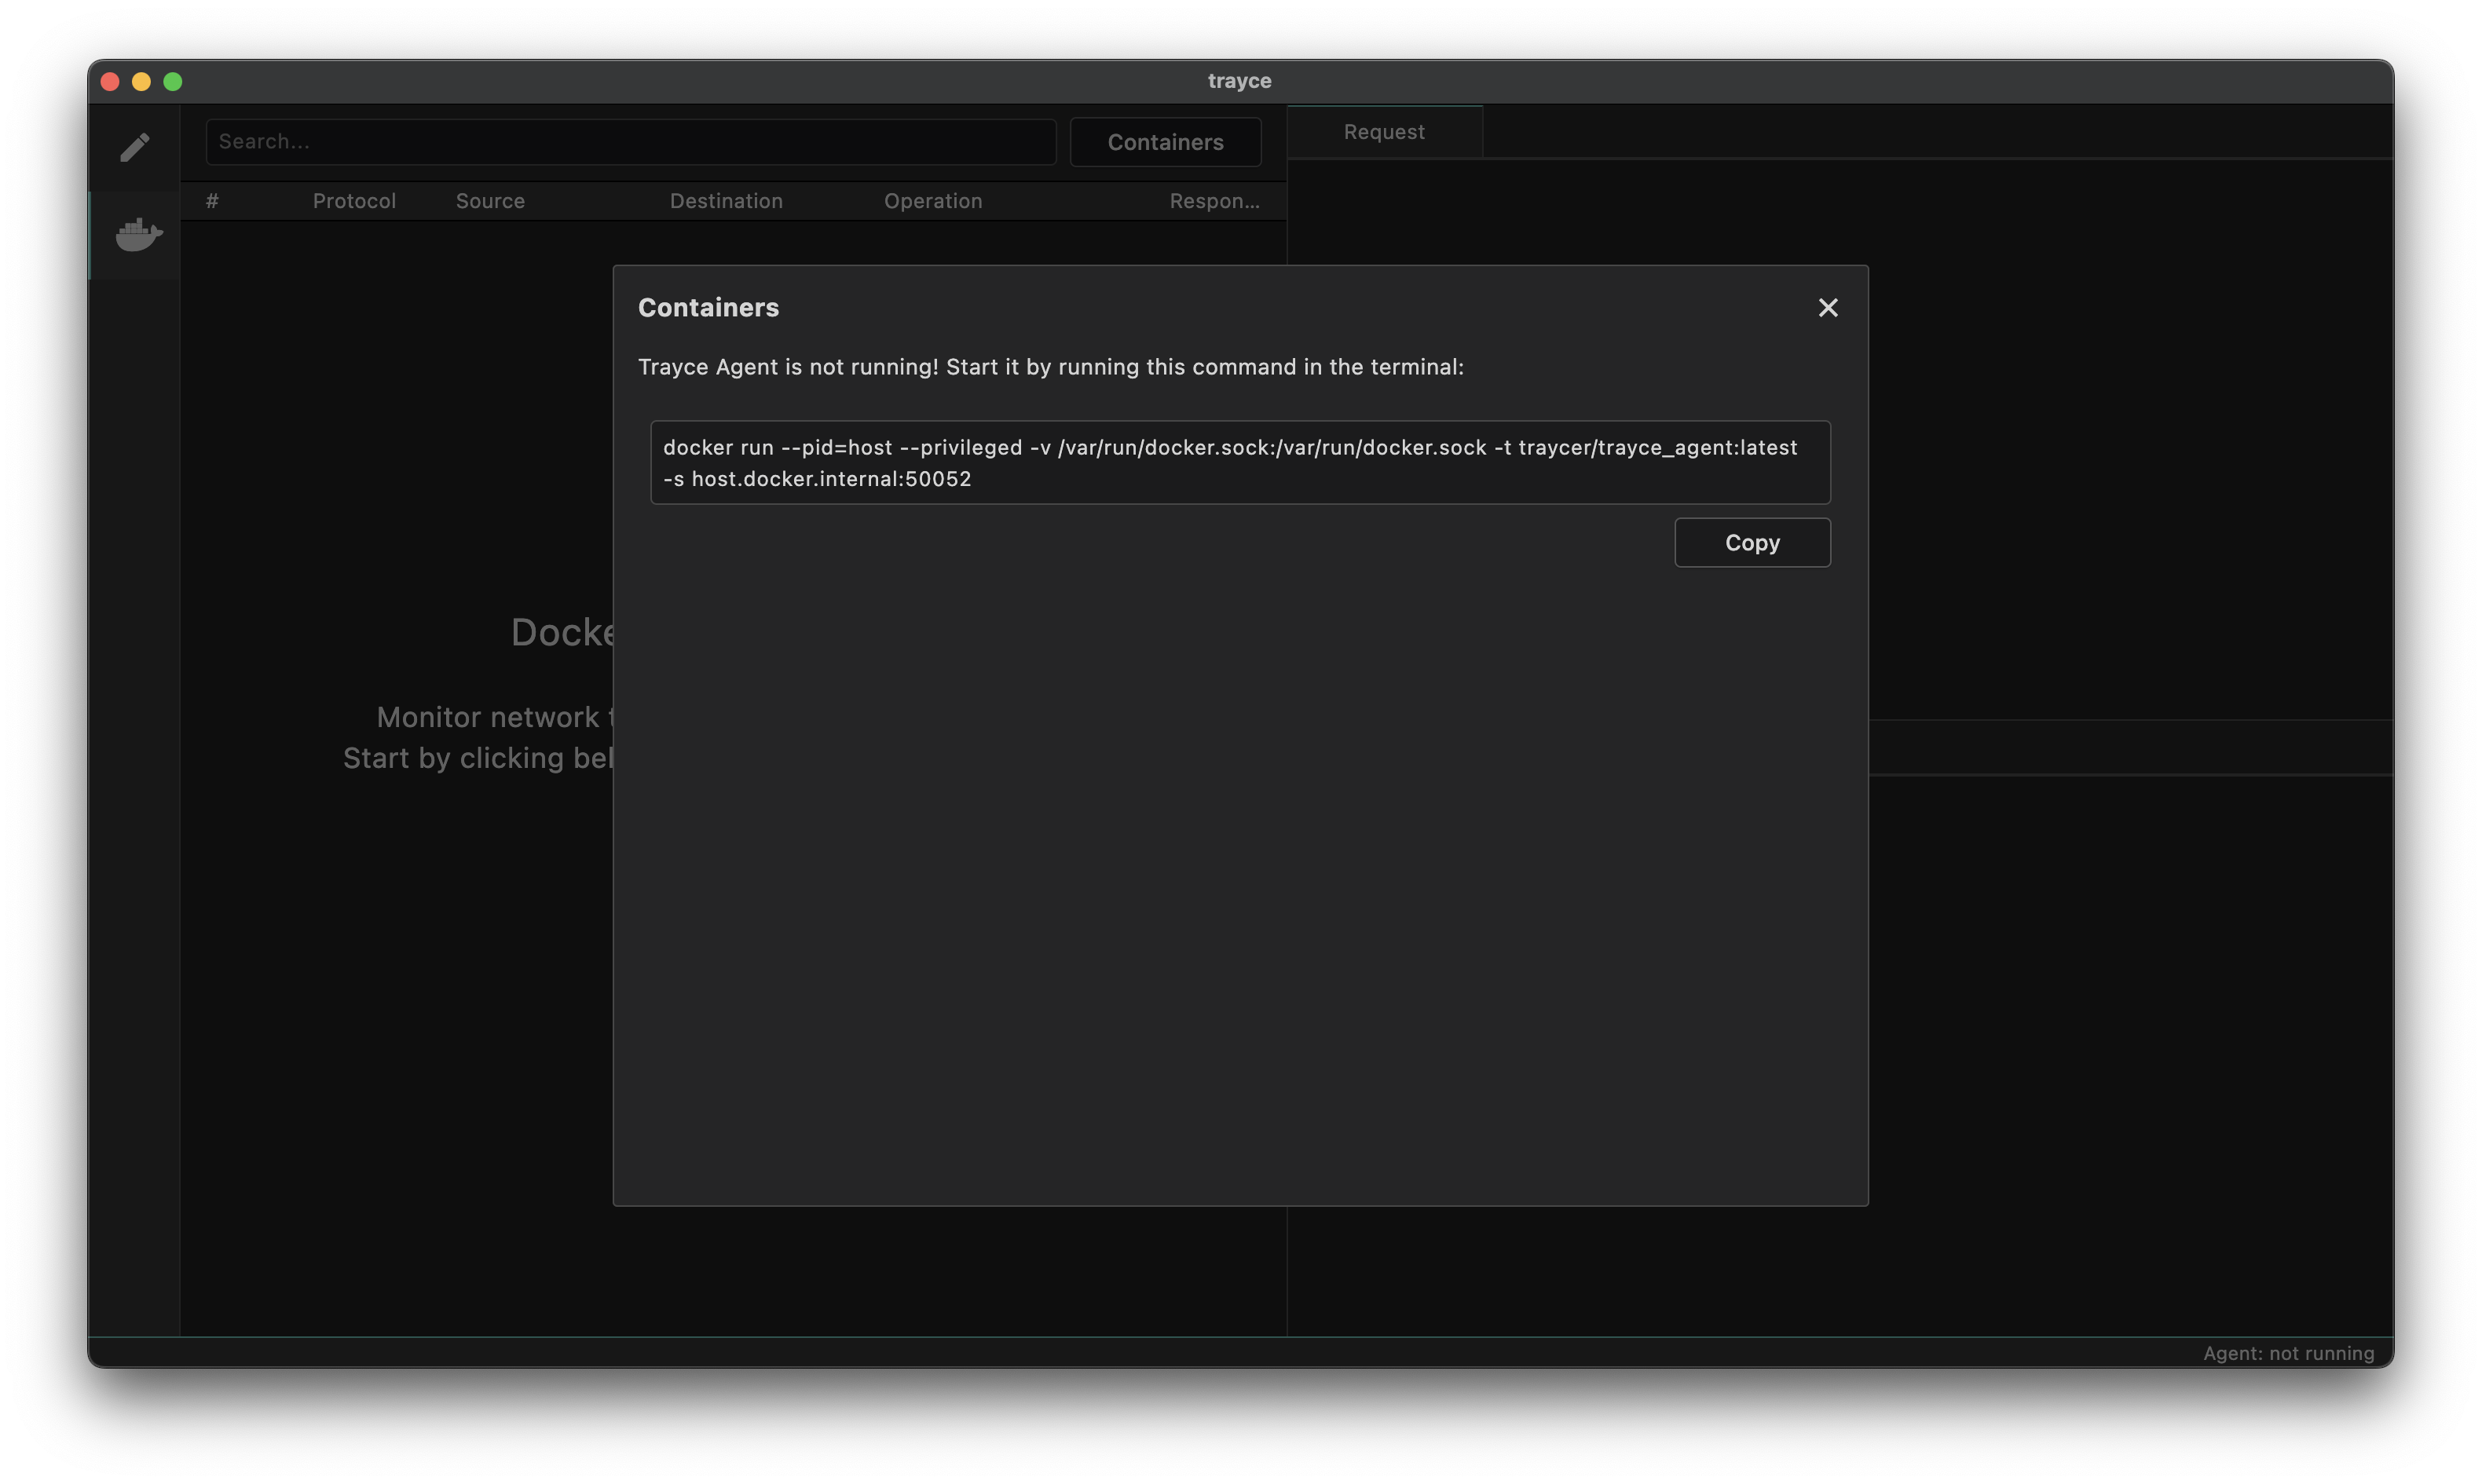 trayce
Search...
Containers
Request
# Protocol Source Destination Operation Respon...
Containers
Trayce Agent is not running! Start it by running this command in the terminal:
docker run --pid=host --privileged -v /var/run/docker.sock:/var/run/docker.sock -t traycer/trayce_agent:latest
-s host.docker.internal:50052
Copy
Docke
Monitor network
Start by clicking bel
Agent: not running